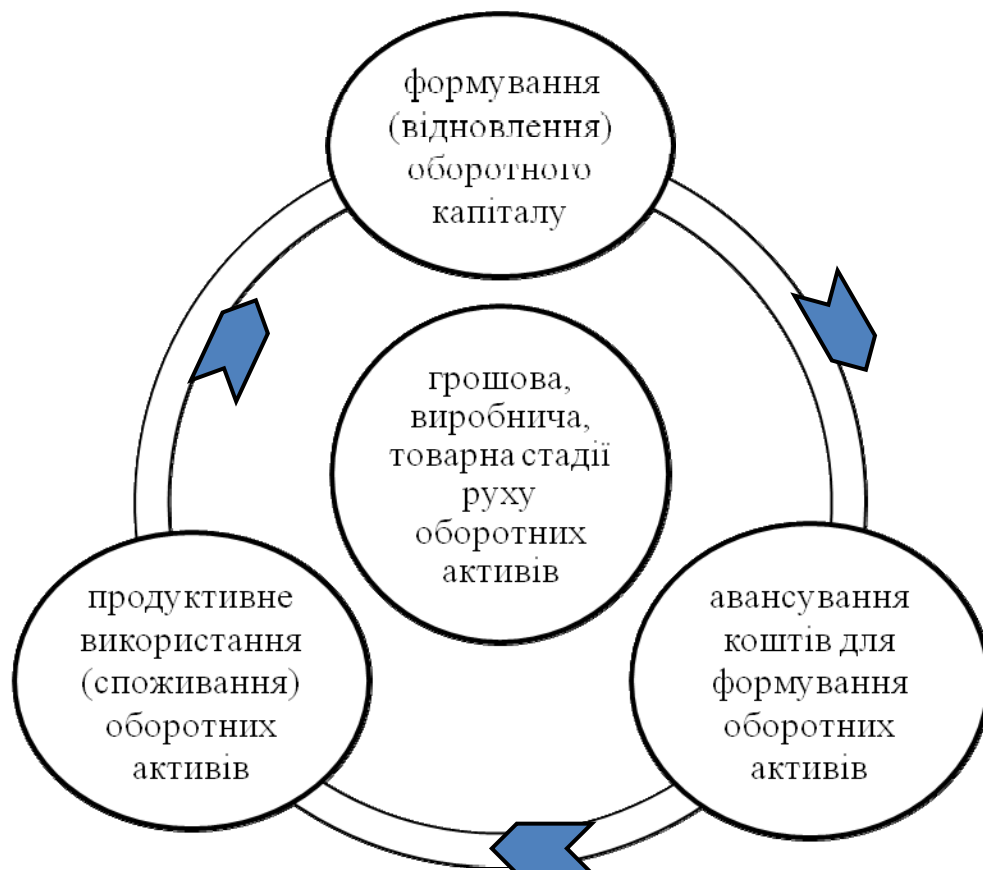 формування
(відновлення)
оборотного
капіталу
грошова,
виробнича,
товарна стадії
руху
оборотних
активів
продуктивне
використання
(споживання)
оборотних
активів
авансування
коштів для
формування
оборотних
активів